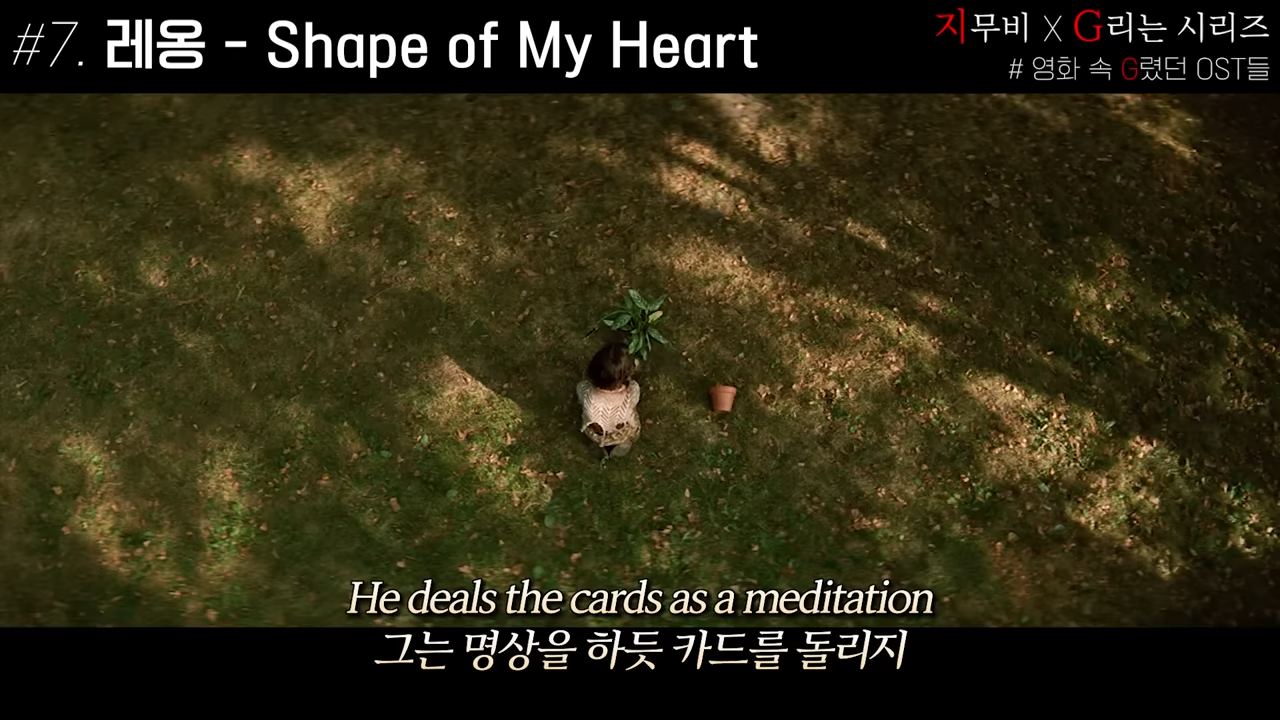 #7. 레옹 - Shape of My Heart
지무비 X G리는 시리즈
# 영화 속 G렸던 OST들
He deals the cards as a meditation
그는 명상을 하듯 카드를 돌리지